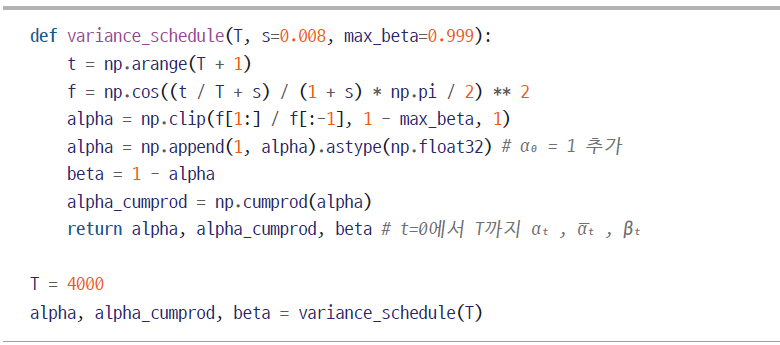 def variance_schedule(T, s=0.008, max_beta=0.999):
    t = np.arange(T + 1)
    f = np.cos((t / T + s) / (1 + s) * np.pi / 2) ** 2
    alpha = np.clip(f[1:] / f[:-1], 1 - max_beta, 1)
    alpha = np.append(1, alpha).astype(np.float32) # α₀ = 1 추가
    beta = 1 - alpha
    alpha_cumprod = np.cumprod(alpha)
    return alpha, alpha_cumprod, beta # t=0에서 T까지 αₜ , α̅ₜ , βₜ

T = 4000
alpha, alpha_cumprod, beta = variance_schedule(T)